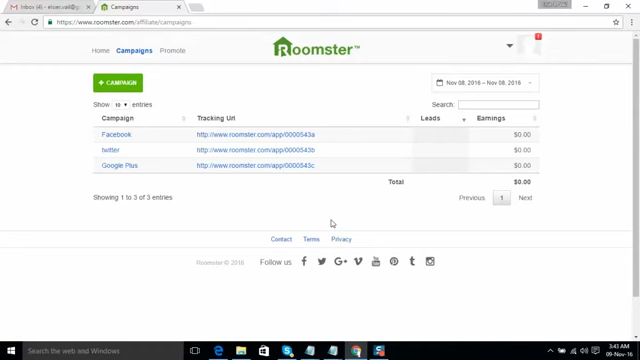 Campaigns
https://www.roomster.com/affiliate/campaigns
Home Campaigns Promote
Roomster™
+ CAMPAIGN
Nov 08, 2016 – Nov 08, 2016
Show 10 entries
Search:
Campaign Tracking Url Leads Earnings
Facebook http://www.roomster.com/app/0000543a $0.00
twitter http://www.roomster.com/app/0000543b $0.00
Google Plus http://www.roomster.com/app/0000543c $0.00
Total $0.00
Showing 1 to 3 of 3 entries
Previous 1 Next
Contact Terms Privacy
Roomster © 2016 Follow us
Search the web and Windows
3:43 AM
09-Nov-16